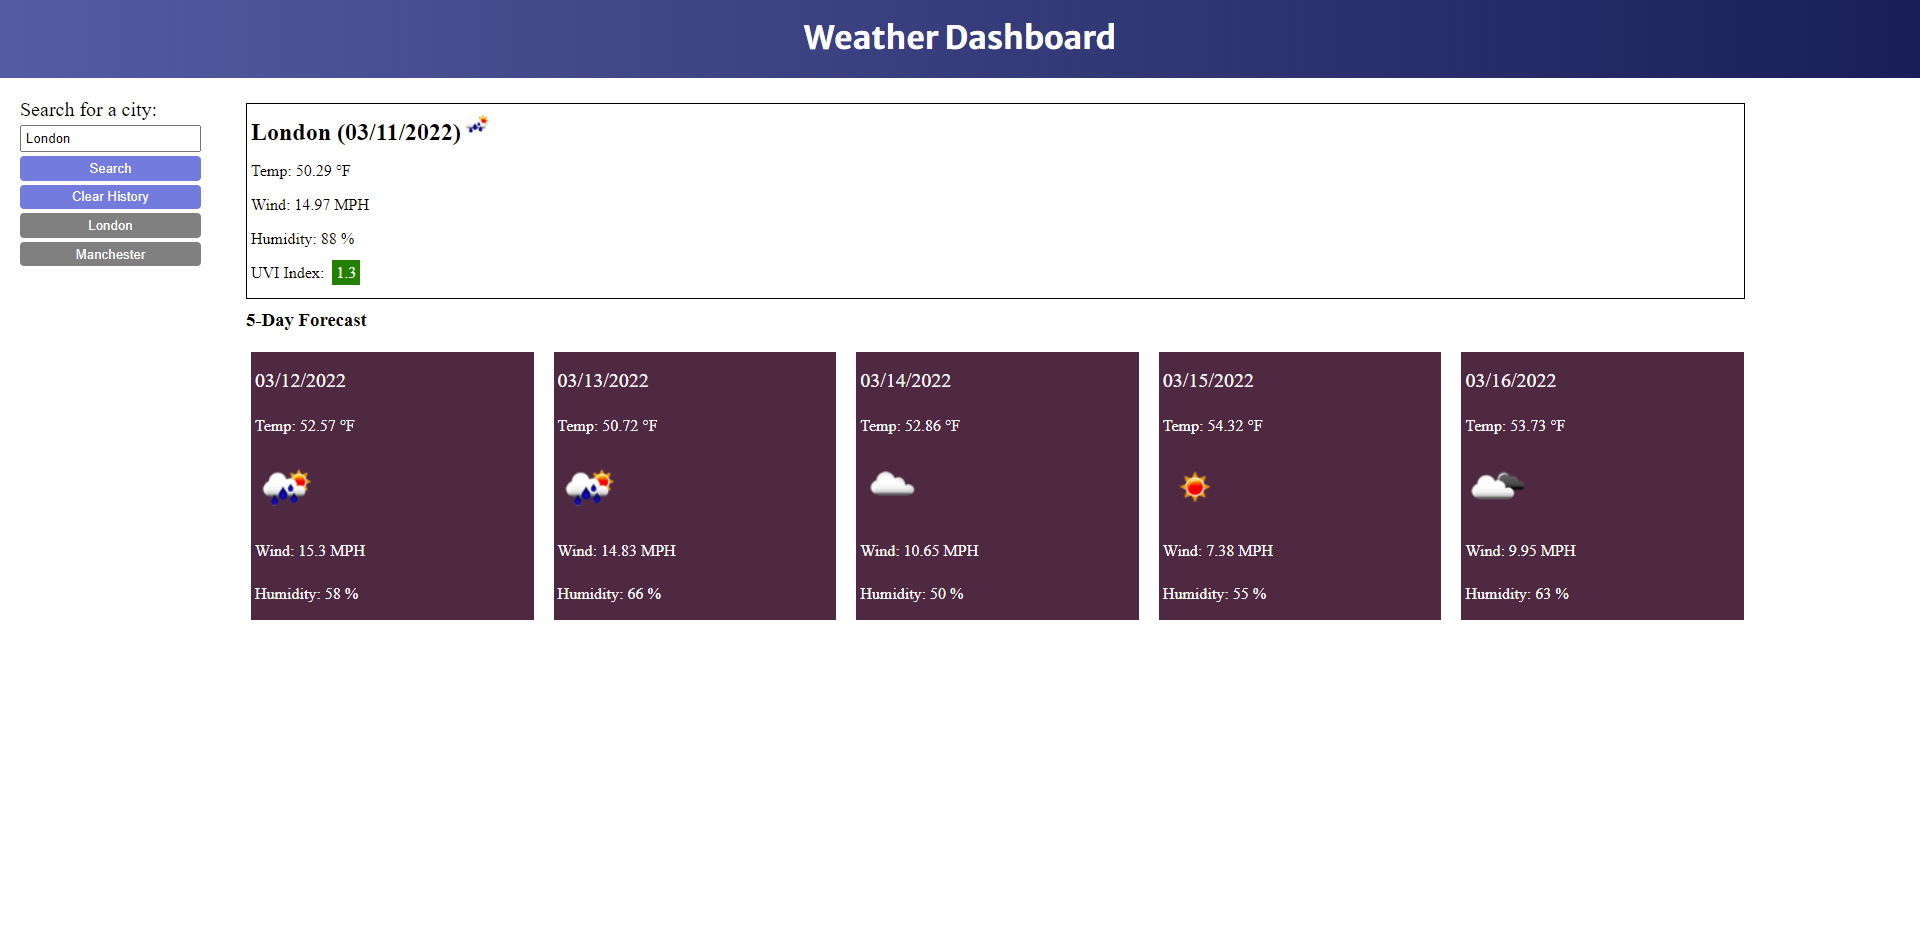 Weather Dashboard
Search for a city:
London
Search
Clear History
London
Manchester
London (03/11/2022)
Temp: 50.29 °F
Wind: 14.97 MPH
Humidity: 88 %
UVI Index: 1.3
5-Day Forecast
03/12/2022
Temp: 52.57 °F
Wind: 15.3 MPH
Humidity: 58 %
03/13/2022
Temp: 50.72 °F
Wind: 14.83 MPH
Humidity: 66 %
03/14/2022
Temp: 52.86 °F
Wind: 10.65 MPH
Humidity: 50 %
03/15/2022
Temp: 54.32 °F
Wind: 7.38 MPH
Humidity: 55 %
03/16/2022
Temp: 53.73 °F
Wind: 9.95 MPH
Humidity: 63 %